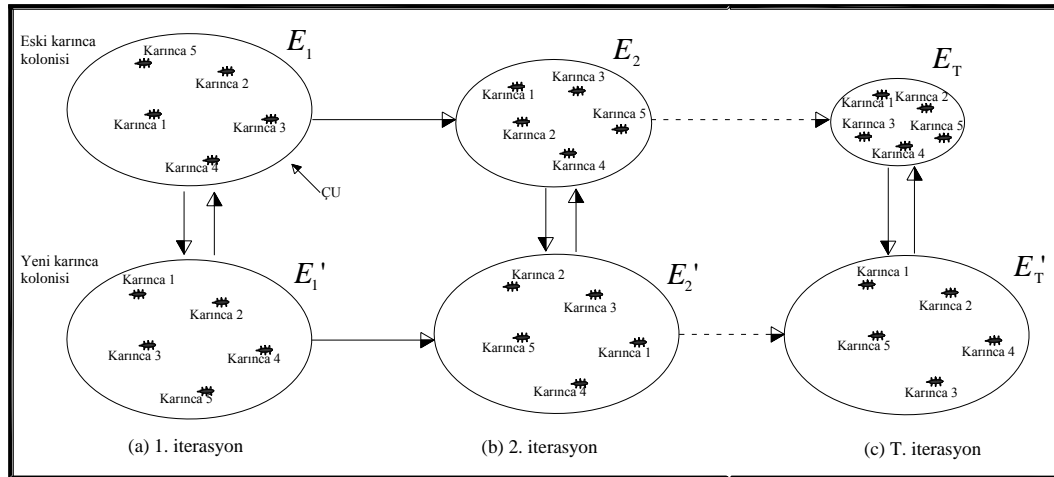 Eski karınca
kolonisi
E1
Karınca 5
Karınca 2
Karınca 1
Karınca 3
Karınca 4
ÇU
E2
Karınca 3
Karınca 1
Karınca 5
Karınca 2
Karınca 4
ET
Karınca 1
Karınca 2
Karınca 3
Karınca 5
Karınca 4
Yeni karınca
kolonisi
E1'
Karınca 1
Karınca 2
Karınca 3
Karınca 4
Karınca 5
E2'
Karınca 2
Karınca 3
Karınca 5
Karınca 1
Karınca 4
ET'
Karınca 1
Karınca 2
Karınca 5
Karınca 4
Karınca 3
(a) 1. iterasyon
(b) 2. iterasyon
(c) T. iterasyon